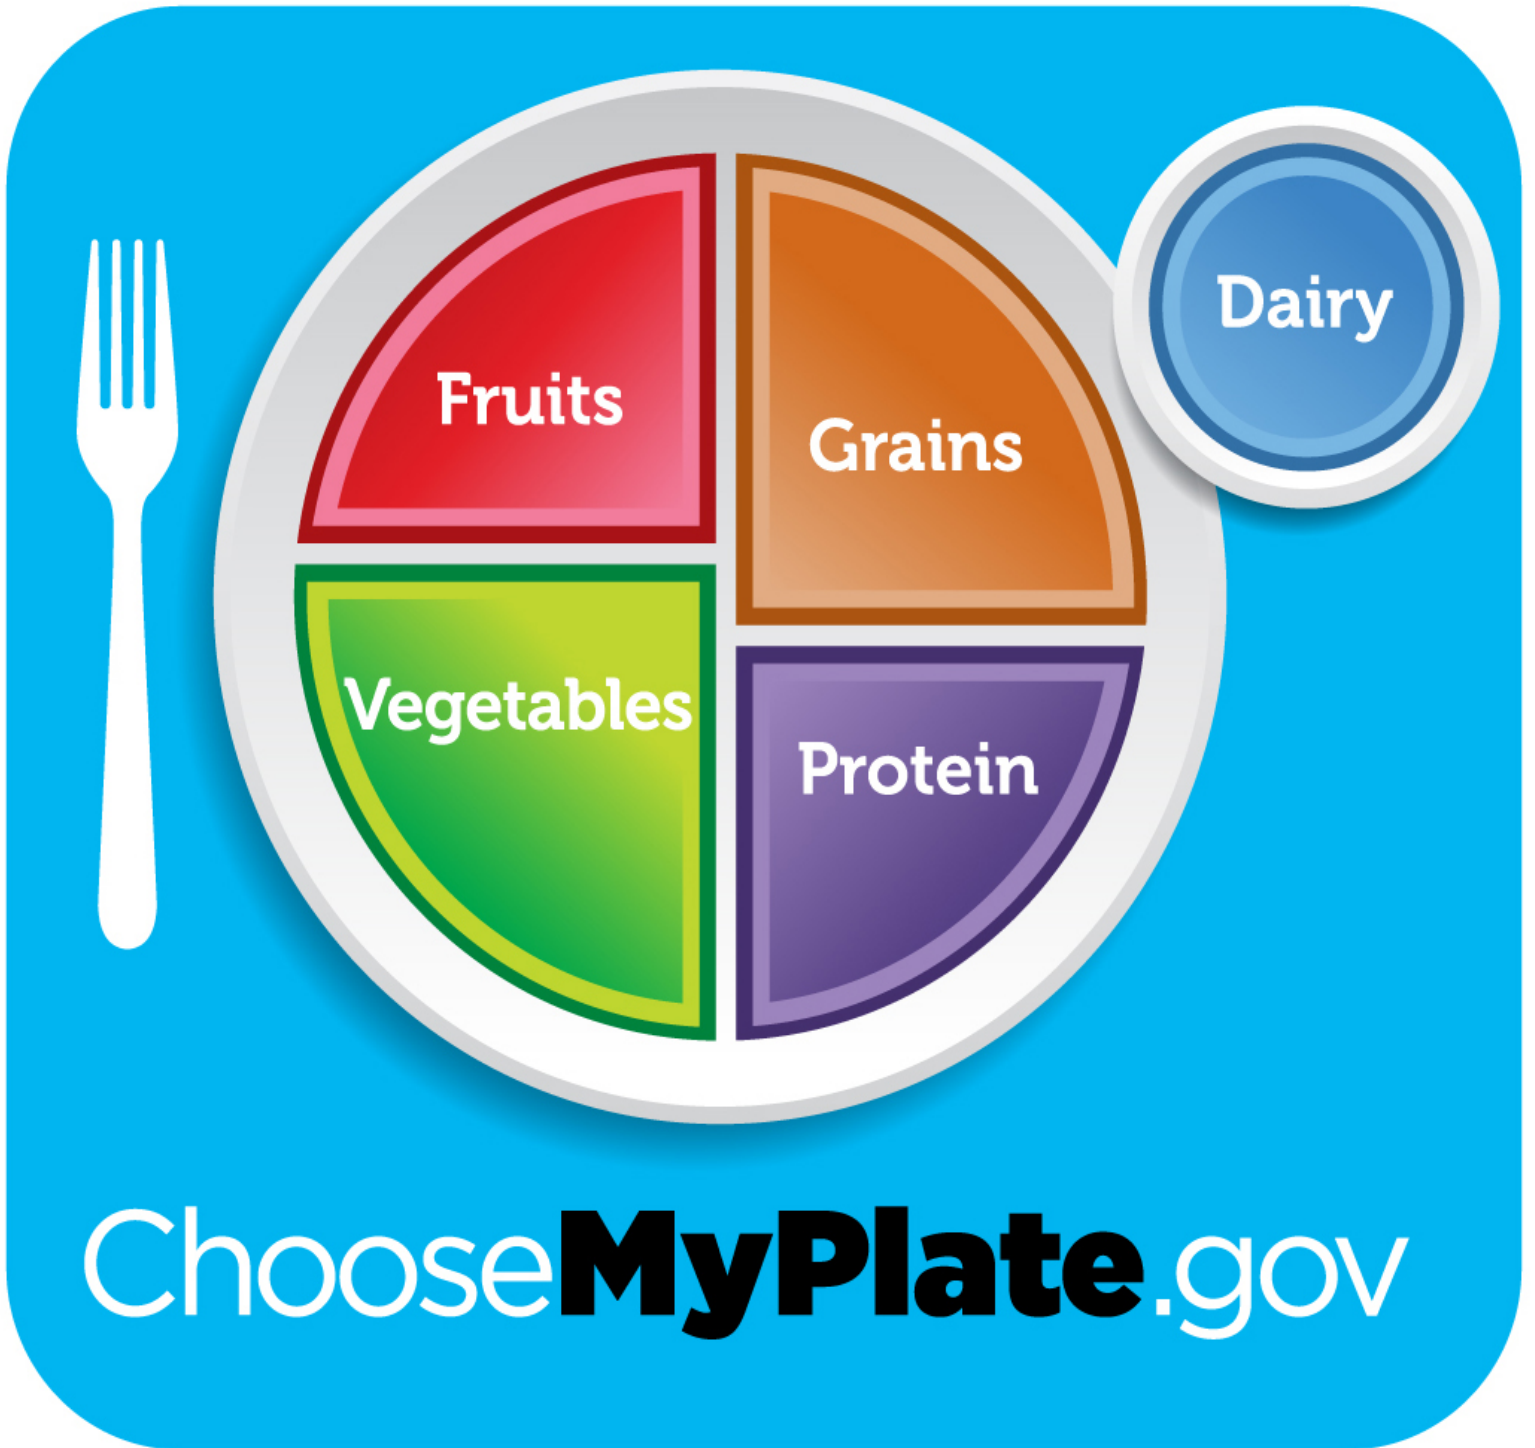 Fruits
Grains
Dairy
Vegetables
Protein
ChooseMyPlate.gov